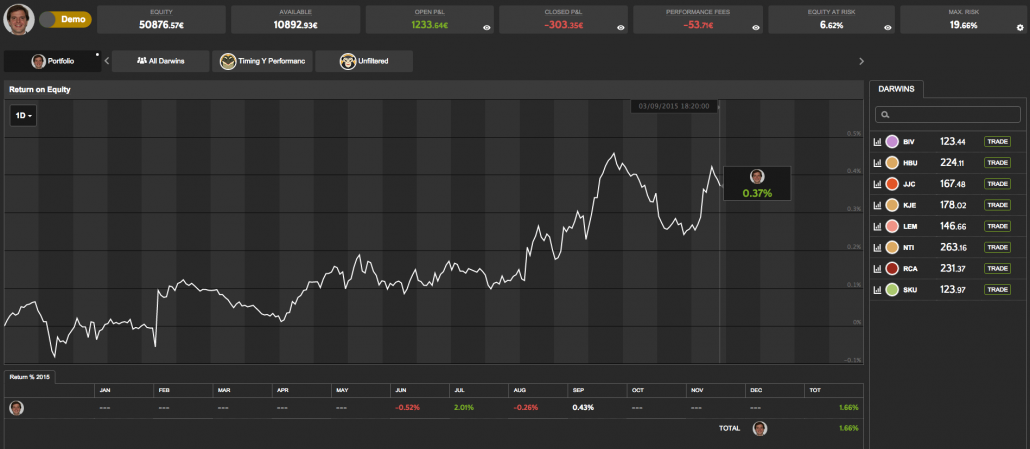 Demo
EQUITY
50876.57€
AVAILABLE
10892.93€
OPEN P&L
1233.64€
CLOSED P&L
-303.35€
PERFORMANCE FEES
-53.71€
EQUITY AT RISK
6.62%
MAX. RISK
19.66%
Portfolio
All Darwins
Timing Y Performanc
Unfiltered
Return on Equity
1D
03/09/2015 18:20:00
0.5%
0.4%
0.37%
0.3%
0.2%
0.1%
0%
-0.1%
DARWINS
BIV 123.44 TRADE
HBU 224.11 TRADE
JJC 167.48 TRADE
KJE 178.02 TRADE
LEM 146.66 TRADE
NTI 263.16 TRADE
RCA 231.37 TRADE
SKU 123.97 TRADE
Return % 2015
JAN FEB MAR APR MAY JUN JUL AUG SEP OCT NOV DEC TOT
--- --- --- --- --- -0.52% 2.01% -0.26% 0.43% --- --- --- 1.66%
TOTAL 1.66%